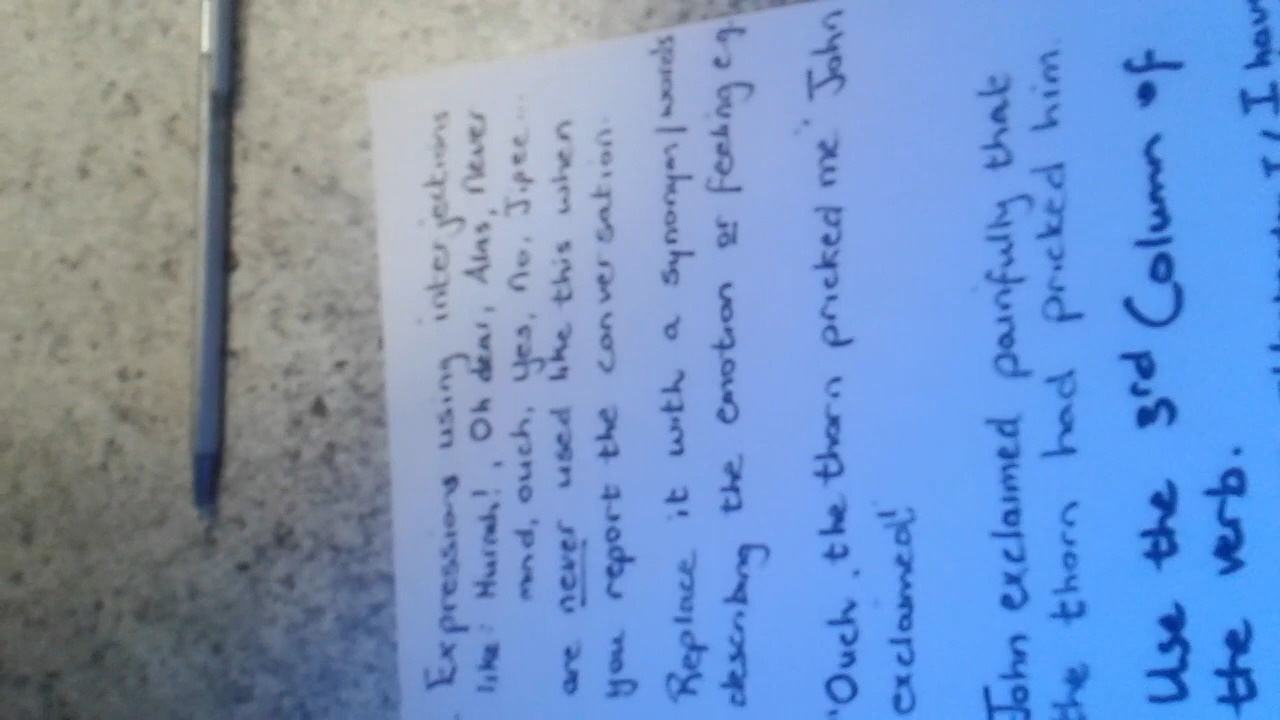 Expressions using interjections
like: Hurrah!, Oh dear, Alas, Never
mind, ouch, Yes, no, Jipee...
are never used like this when
you report the conversation.
Replace it with a synonym/words
describing the emotion or feeling e.g.
'Ouch, the thorn pricked me' John
exclaimed!
John exclaimed painfully that
the thorn had pricked him.
Use the 3rd Column of
the verb.
I / I have